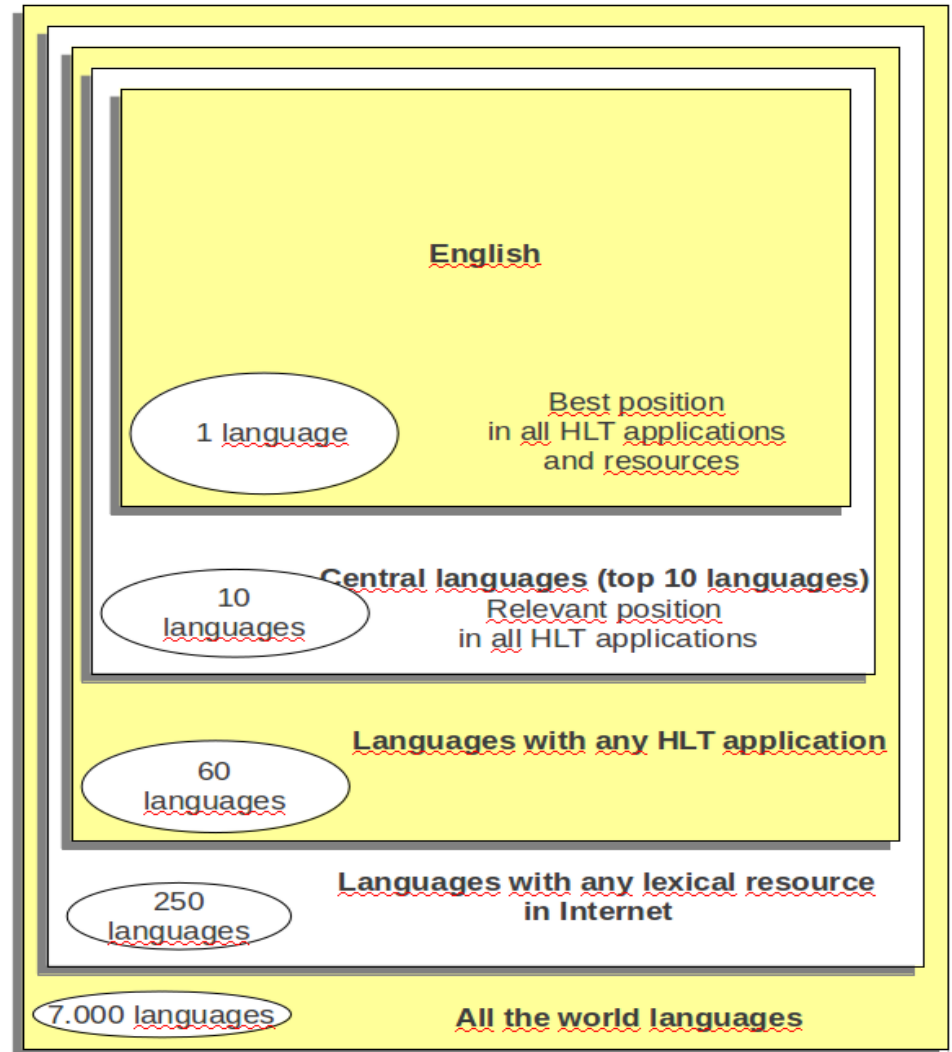 English
1 language
Best position
in all HLT applications
and resources
10
languages
Central languages (top 10 languages)
Relevant position
in all HLT applications
60
languages
Languages with any HLT application
250
languages
Languages with any lexical resource
in Internet
7.000 languages
All the world languages